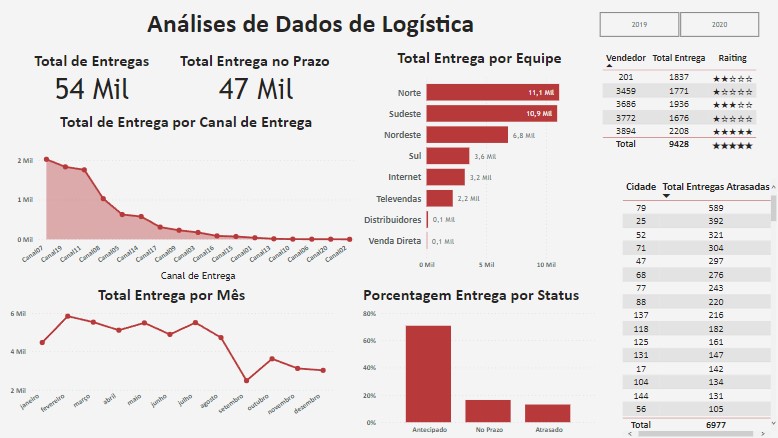 Análises de Dados de Logística
2019
2020
Total de Entregas
54 Mil
Total Entrega no Prazo
47 Mil
Total de Entrega por Canal de Entrega
2 Mil
1 Mil
0 Mil
Canal07
Canal19
Canal11
Canal08
Canal05
Canal14
Canal17
Canal09
Canal03
Canal16
Canal15
Canal01
Canal13
Canal10
Canal06
Canal20
Canal02
Canal de Entrega
Total Entrega por Equipe
Norte 11,1 Mil
Sudeste 10,9 Mil
Nordeste 6,8 Mil
Sul 3,6 Mil
Internet 3,2 Mil
Televendas 2,2 Mil
Distribuidores 0,1 Mil
Venda Direta 0,1 Mil
0 Mil 5 Mil 10 Mil
Vendedor Total Entrega Raiting
201 1837 ★★☆☆☆
3459 1771 ★☆☆☆☆
3686 1936 ★★★☆☆
3772 1676 ★☆☆☆☆
3894 2208 ★★★★★
Total 9428 ★★★★★
Total Entrega por Mês
6 Mil
4 Mil
2 Mil
janeiro
fevereiro
março
abril
maio
junho
julho
agosto
setembro
outubro
novembro
dezembro
Porcentagem Entrega por Status
80%
60%
40%
20%
0%
Antecipado No Prazo Atrasado
Cidade Total Entregas Atrasadas
79 589
25 392
52 321
71 304
47 297
68 276
77 243
88 220
137 216
118 182
125 161
131 147
17 142
104 134
144 131
56 105
Total 6977